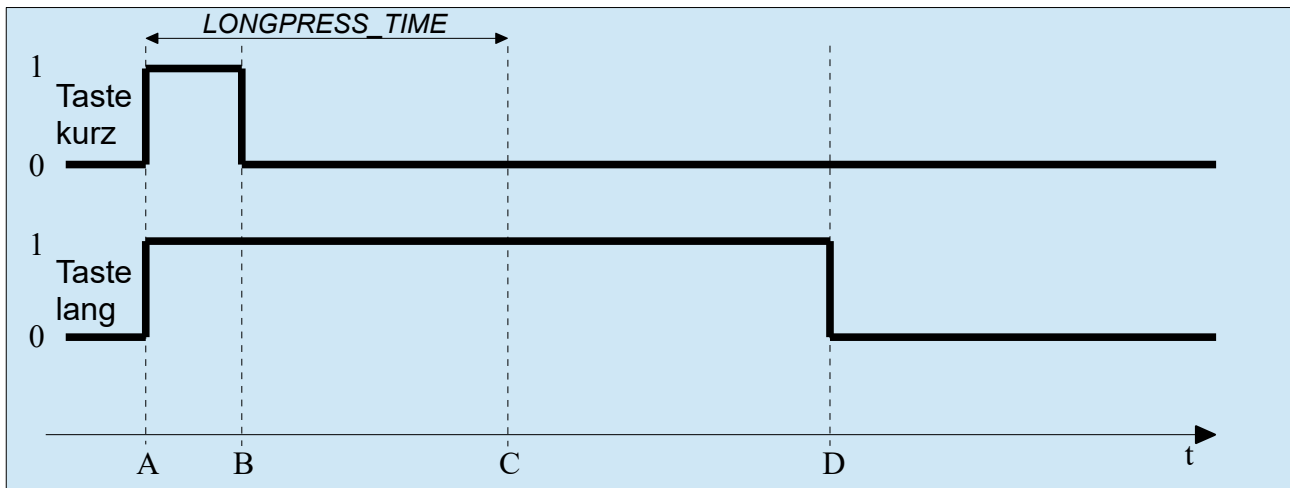 LONGPRESS_TIME
1
Taste
kurz
0
1
Taste
lang
0
A B C D t